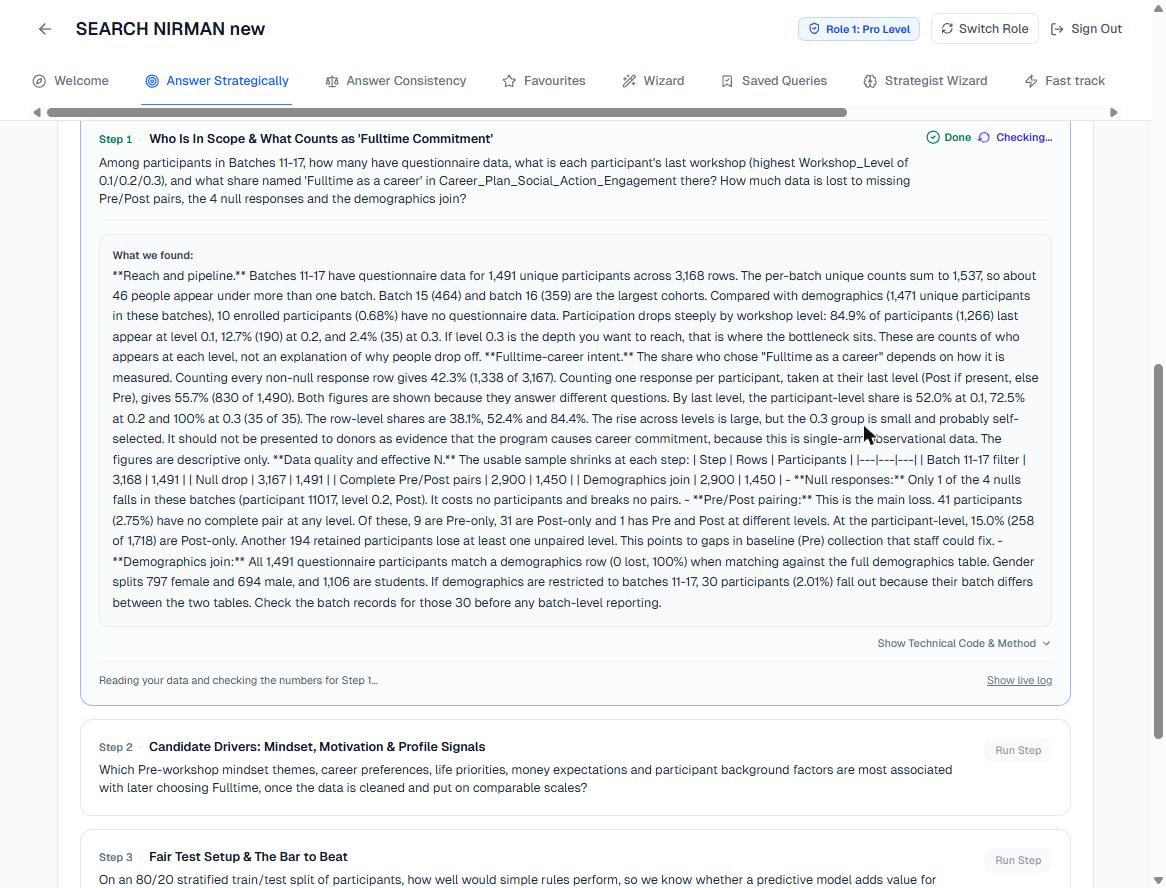 SEARCH NIRMAN new
Role 1: Pro Level
Switch Role
Sign Out
Welcome
Answer Strategically
Answer Consistency
Favourites
Wizard
Saved Queries
Strategist Wizard
Fast track
Step 1 · Who Is In Scope & What Counts as 'Fulltime Commitment'
Done
Checking...
Among participants in Batches 11-17, how many have questionnaire data, what is each participant's last workshop (highest Workshop_Level of
0.1/0.2/0.3), and what share named 'Fulltime as a career' in Career_Plan_Social_Action_Engagement there? How much data is lost to missing
Pre/Post pairs, the 4 null responses and the demographics join?
What we found:
**Reach and pipeline.** Batches 11-17 have questionnaire data for 1,491 unique participants across 3,168 rows. The per-batch unique counts sum to 1,537, so about
46 people appear under more than one batch. Batch 15 (464) and batch 16 (359) are the largest cohorts. Compared with demographics (1,471 unique participants
in these batches), 10 enrolled participants (0.68%) have no questionnaire data. Participation drops steeply by workshop level: 84.9% of participants (1,266) last
appear at level 0.1, 12.7% (190) at 0.2, and 2.4% (35) at 0.3. If level 0.3 is the depth you want to reach, that is where the bottleneck sits. These are counts of who
appears at each level, not an explanation of why people drop off. **Fulltime-career intent.** The share who chose "Fulltime as a career" depends on how it is
measured. Counting every non-null response row gives 42.3% (1,338 of 3,167). Counting one response per participant, taken at their last level (Post if present, else
Pre), gives 55.7% (830 of 1,490). Both figures are shown because they answer different questions. By last level, the participant-level share is 52.0% at 0.1, 72.5%
at 0.2 and 100% at 0.3 (35 of 35). The row-level shares are 38.1%, 52.4% and 84.4%. The rise across levels is large, but the 0.3 group is small and probably self-
selected. It should not be presented to donors as evidence that the program causes career commitment, because this is single-arm observational data. The
figures are descriptive only. **Data quality and effective N.** The usable sample shrinks at each step: | Step | Rows | Participants | |---|---|---| | Batch 11-17 filter |
3,168 | 1,491 | | Null drop | 3,167 | 1,491 | | Complete Pre/Post pairs | 2,900 | 1,450 | | Demographics join | 2,900 | 1,450 | - **Null responses:** Only 1 of the 4 nulls
falls in these batches (participant 11017, level 0.2, Post). It costs no participants and breaks no pairs. - **Pre/Post pairing:** This is the main loss. 41 participants
(2.75%) have no complete pair at any level. Of these, 9 are Pre-only, 31 are Post-only and 1 has Pre and Post at different levels. At the participant-level, 15.0% (258
of 1,718) are Post-only. Another 194 retained participants lose at least one unpaired level. This points to gaps in baseline (Pre) collection that staff could fix. -
**Demographics join:** All 1,491 questionnaire participants match a demographics row (0 lost, 100%) when matching against the full demographics table. Gender
splits 797 female and 694 male, and 1,106 are students. If demographics are restricted to batches 11-17, 30 participants (2.01%) fall out because their batch differs
between the two tables. Check the batch records for those 30 before any batch-level reporting.
Show Technical Code & Method
Reading your data and checking the numbers for Step 1...
Show live log
Step 2 · Candidate Drivers: Mindset, Motivation & Profile Signals
Run Step
Which Pre-workshop mindset themes, career preferences, life priorities, money expectations and participant background factors are most associated
with later choosing Fulltime, once the data is cleaned and put on comparable scales?
Step 3 · Fair Test Setup & The Bar to Beat
Run Step
On an 80/20 stratified train/test split of participants, how well would simple rules perform, so we know whether a predictive model adds value for